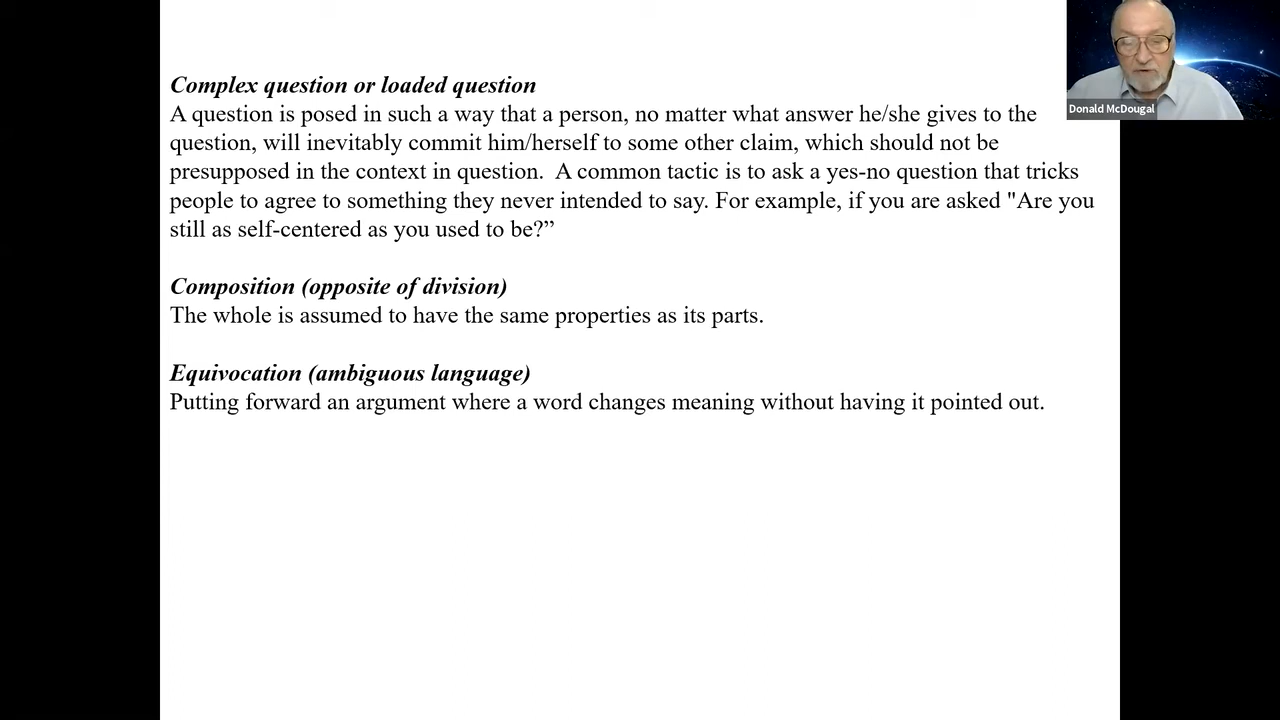 Complex question or loaded question
A question is posed in such a way that a person, no matter what answer he/she gives to the
question, will inevitably commit him/herself to some other claim, which should not be
presupposed in the context in question.  A common tactic is to ask a yes-no question that tricks
people to agree to something they never intended to say. For example, if you are asked "Are you
still as self-centered as you used to be?”
Composition (opposite of division)
The whole is assumed to have the same properties as its parts.
Equivocation (ambiguous language)
Putting forward an argument where a word changes meaning without having it pointed out.
Donald McDougal